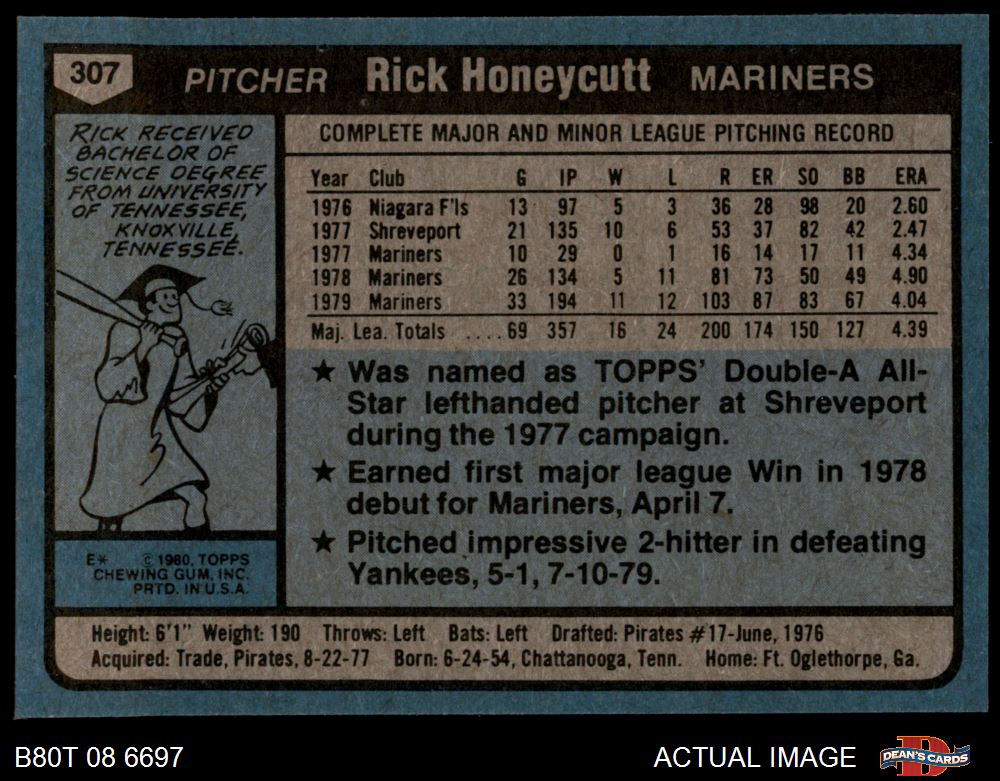 307 PITCHER Rick Honeycutt MARINERS
RICK RECEIVED
BACHELOR OF
SCIENCE DEGREE
FROM UNIVERSITY
OF TENNESSEE,
KNOXVILLE,
TENNESSEE.
E* © 1980, TOPPS
CHEWING GUM, INC.
PRTD. IN U.S.A.
COMPLETE MAJOR AND MINOR LEAGUE PITCHING RECORD
Year Club G IP W L R ER SO BB ERA
1976 Niagara F'ls 13 97 5 3 36 28 98 20 2.60
1977 Shreveport 21 135 10 6 53 37 82 42 2.47
1977 Mariners 10 29 0 1 16 14 17 11 4.34
1978 Mariners 26 134 5 11 81 73 50 49 4.90
1979 Mariners 33 194 11 12 103 87 83 67 4.04
Maj. Lea. Totals ....69 357 16 24 200 174 150 127 4.39
★ Was named as TOPPS' Double-A All-
Star lefthanded pitcher at Shreveport
during the 1977 campaign.
★ Earned first major league Win in 1978
debut for Mariners, April 7.
★ Pitched impressive 2-hitter in defeating
Yankees, 5-1, 7-10-79.
Height: 6'1" Weight: 190 Throws: Left Bats: Left Drafted: Pirates #17-June, 1976
Acquired: Trade, Pirates, 8-22-77 Born: 6-24-54, Chattanooga, Tenn. Home: Ft. Oglethorpe, Ga.
B80T 08 6697 ACTUAL IMAGE DEAN'S CARDS